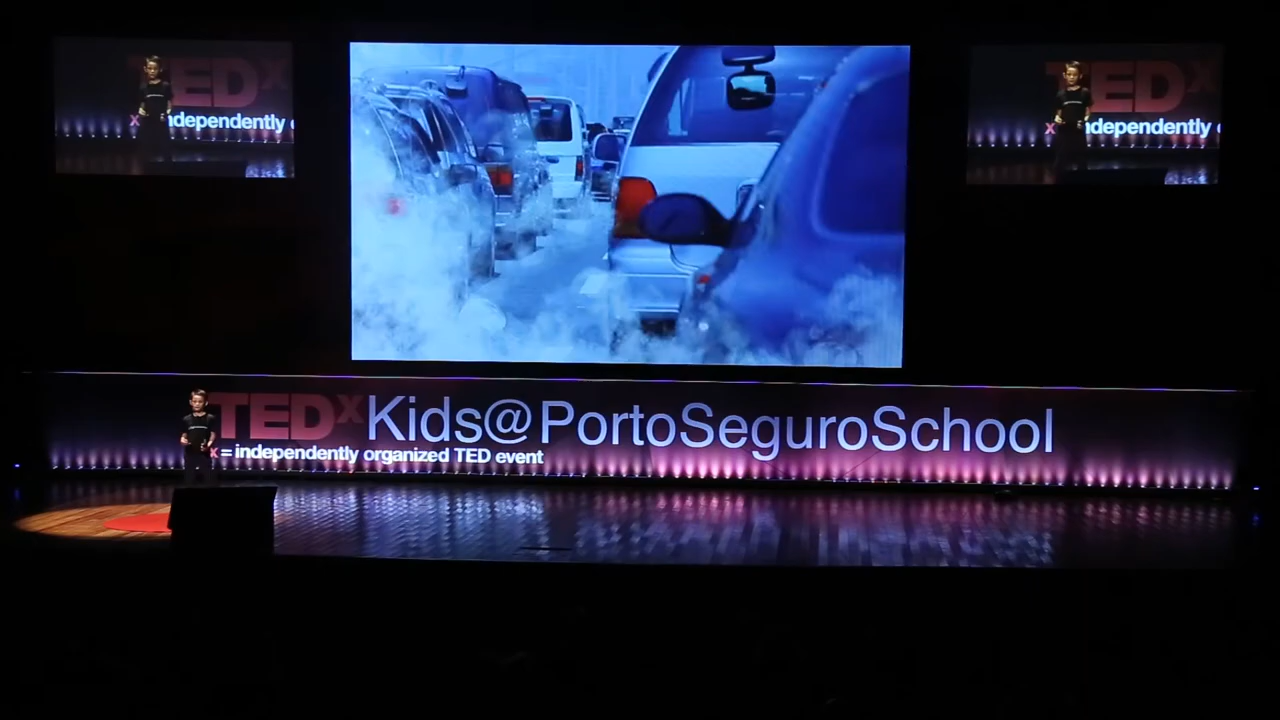 TEDx
x independently
TEDx
x independently
TEDxKids@PortoSeguroSchool
x = independently organized TED event